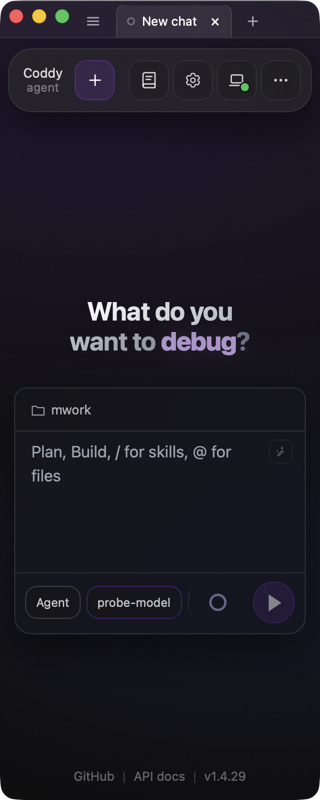 New chat
Coddy
agent
What do you
want to debug?
mwork
Plan, Build, / for skills, @ for
files
Agent
probe-model
GitHub | API docs | v1.4.29